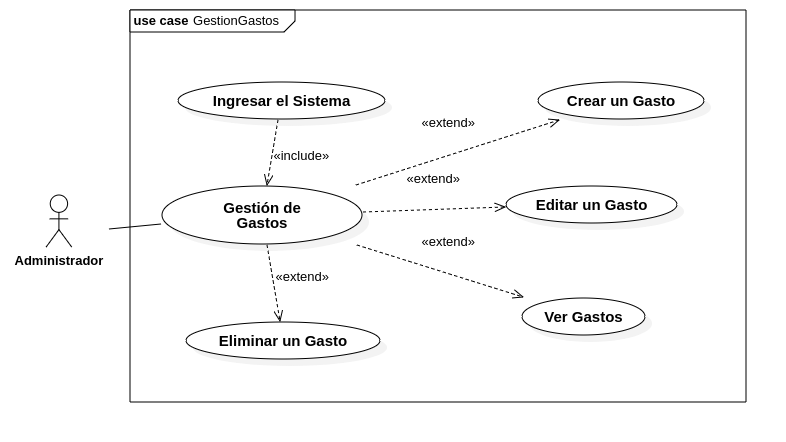 use case GestionGastos
Ingresar el Sistema
Crear un Gasto
«extend»
«include»
«extend»
Gestión de
Gastos
Editar un Gasto
«extend»
Administrador
«extend»
Ver Gastos
Eliminar un Gasto